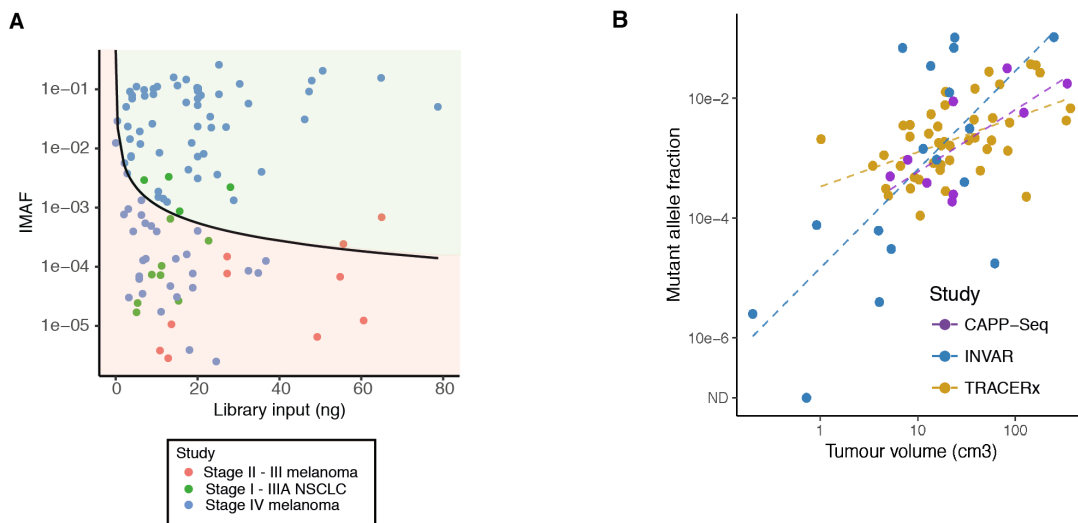 A
IMAF
1e−01
1e−02
1e−03
1e−04
1e−05
0 20 40 60 80
Library input (ng)
Study
Stage II - III melanoma
Stage I - IIIA NSCLC
Stage IV melanoma
B
Mutant allele fraction
10e−2
10e−4
10e−6
ND
1 10 100
Tumour volume (cm3)
Study
CAPP−Seq
INVAR
TRACERx